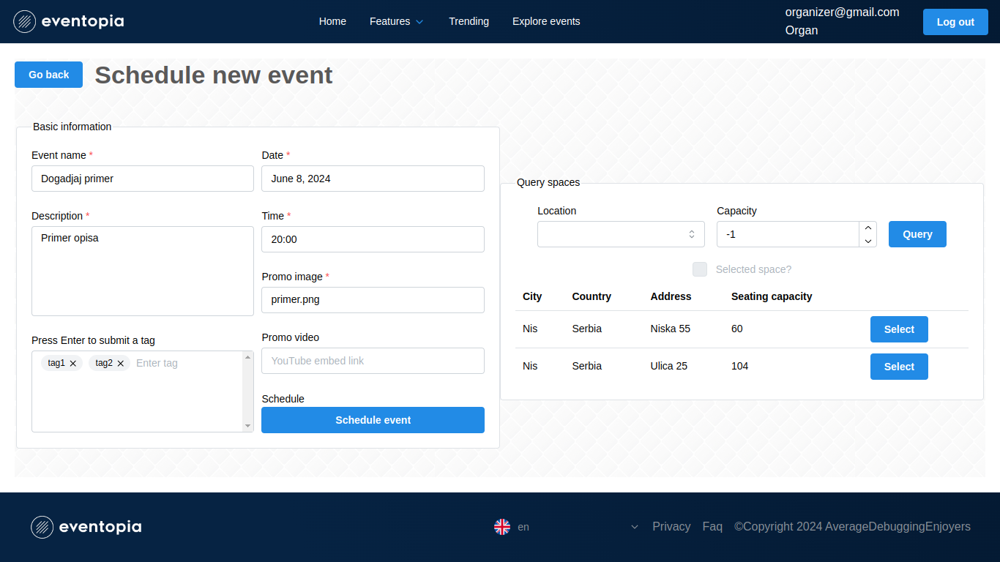 eventopia
Home
Features
Trending
Explore events
organizer@gmail.com
Organ
Log out
Go back
Schedule new event
Basic information
Event name *
Dogadjaj primer
Date *
June 8, 2024
Description *
Primer opisa
Time *
20:00
Promo image *
primer.png
Press Enter to submit a tag
tag1
tag2
Enter tag
Promo video
YouTube embed link
Schedule
Schedule event
Query spaces
Location
Capacity
-1
Query
Selected space?
City Country Address Seating capacity
Nis Serbia Niska 55 60 Select
Nis Serbia Ulica 25 104 Select
eventopia
en
Privacy
Faq
©Copyright 2024 AverageDebuggingEnjoyers